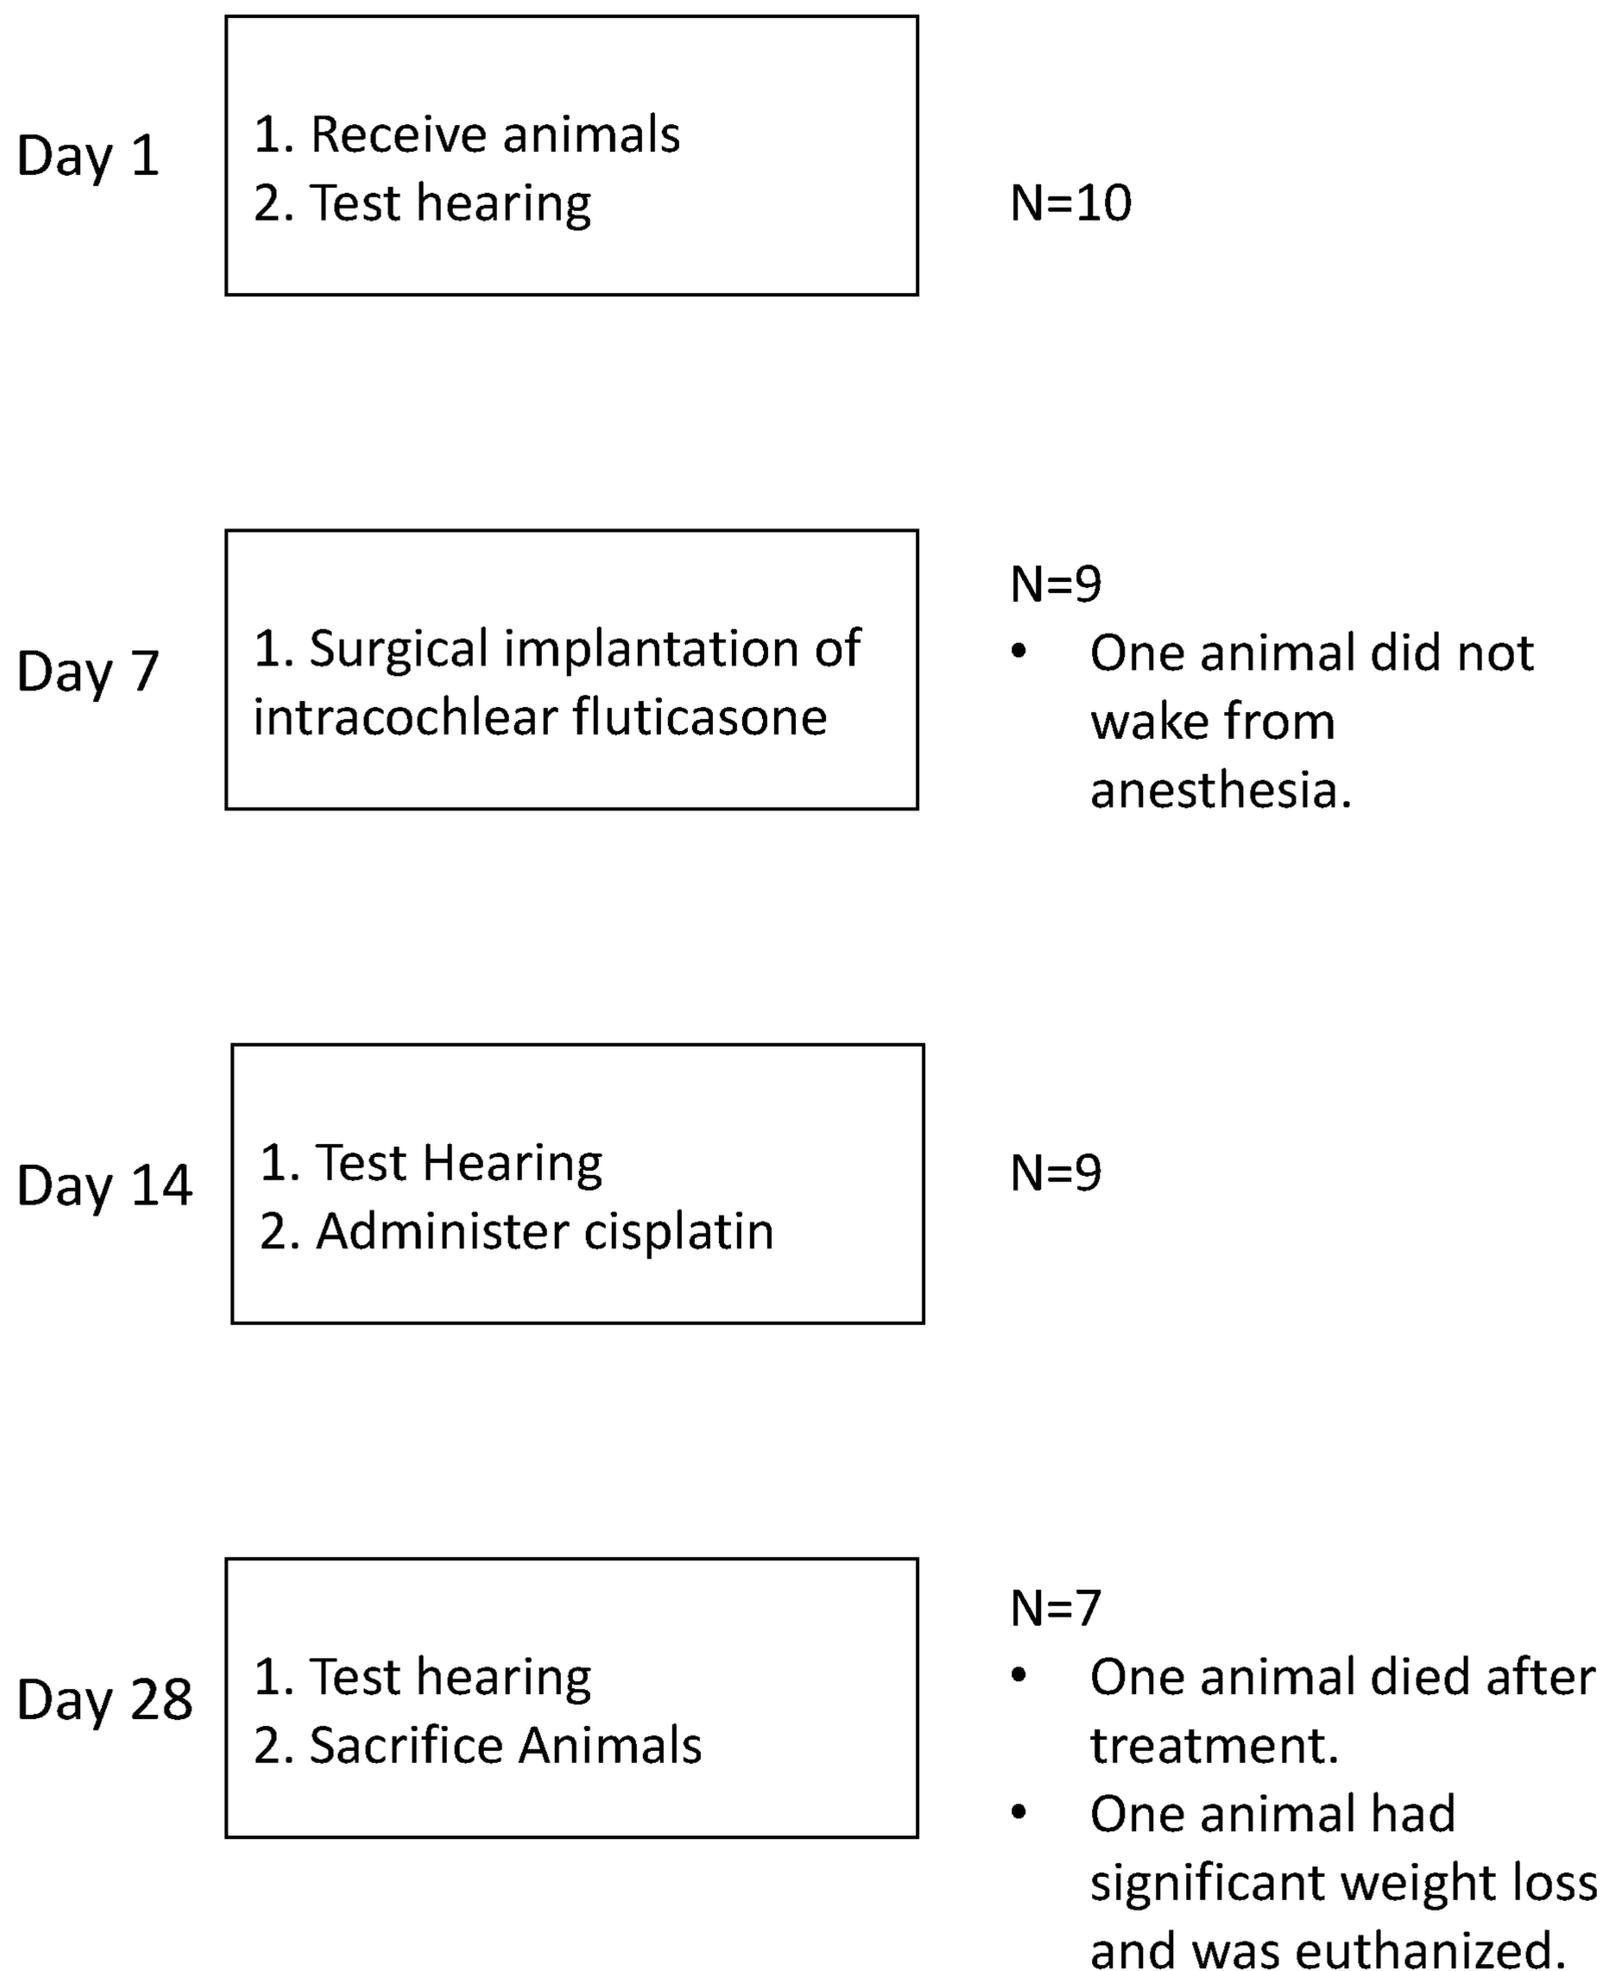 Day 1
1. Receive animals
2. Test hearing
N=10
Day 7
1. Surgical implantation of
intracochlear fluticasone
N=9
• One animal did not
wake from
anesthesia.
Day 14
1. Test Hearing
2. Administer cisplatin
N=9
Day 28
1. Test hearing
2. Sacrifice Animals
N=7
• One animal died after
treatment.
• One animal had
significant weight loss
and was euthanized.